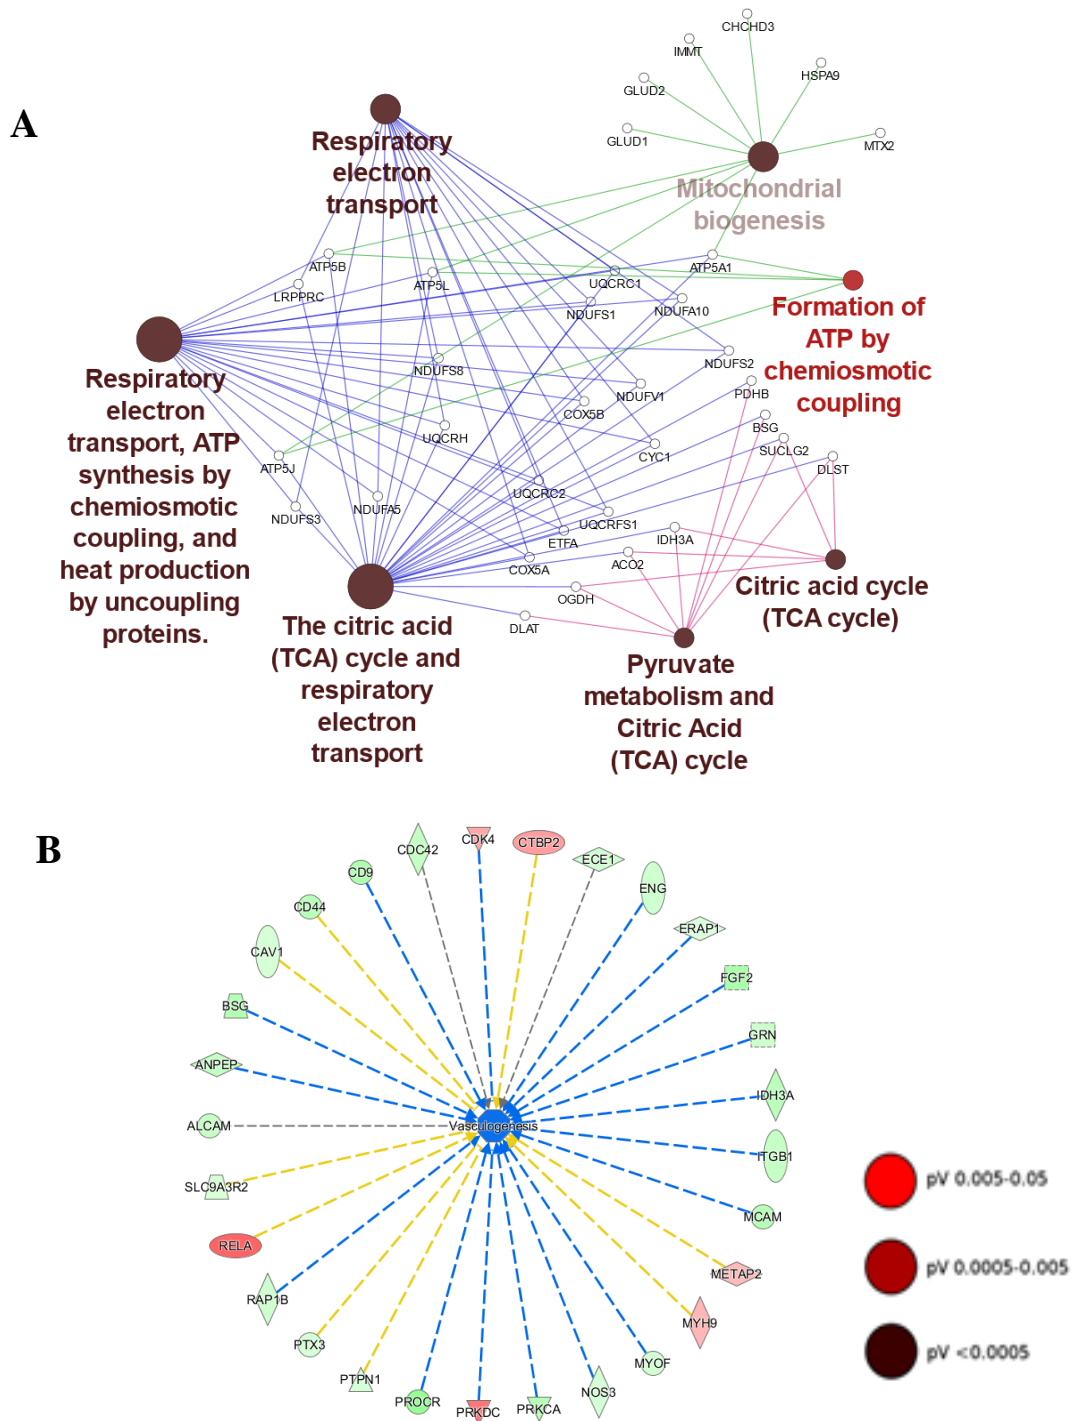 A
CHCHD3
IMMT
HSPA9
GLUD2
GLUD1
MTX2
Respiratory
electron
transport
Mitochondrial
biogenesis
ATP5B
ATP5L
LRPPRC
UQCRC1
ATP5A1
NDUFS1
NDUFA10
Formation of
ATP by
chemiosmotic
coupling
NDUFS8
NDUFS2
NDUFV1
PDHB
COX5B
BSG
UQCRH
CYC1
SUCLG2
DLST
ATP5J
UQCRC2
NDUFA5
NDUFS3
UQCRFS1
ETFA
IDH3A
COX5A
ACO2
OGDH
DLAT
Respiratory
electron
transport, ATP
synthesis by
chemiosmotic
coupling, and
heat production
by uncoupling
proteins.
The citric acid
(TCA) cycle and
respiratory
electron
transport
Pyruvate
metabolism and
Citric Acid
(TCA) cycle
Citric acid cycle
(TCA cycle)
B
CDC42
CDK4
CTBP2
ECE1
CD9
ENG
CD44
ERAP1
CAV1
FGF2
BSG
GRN
ANPEP
IDH3A
ALCAM
Vasculogenesis
ITGB1
SLC9A3R2
MCAM
RELA
METAP2
RAP1B
MYH9
PTX3
MYOF
PTPN1
NOS3
PROCR
PRKDC
PRKCA
pV 0.005-0.05
pV 0.0005-0.005
pV <0.0005